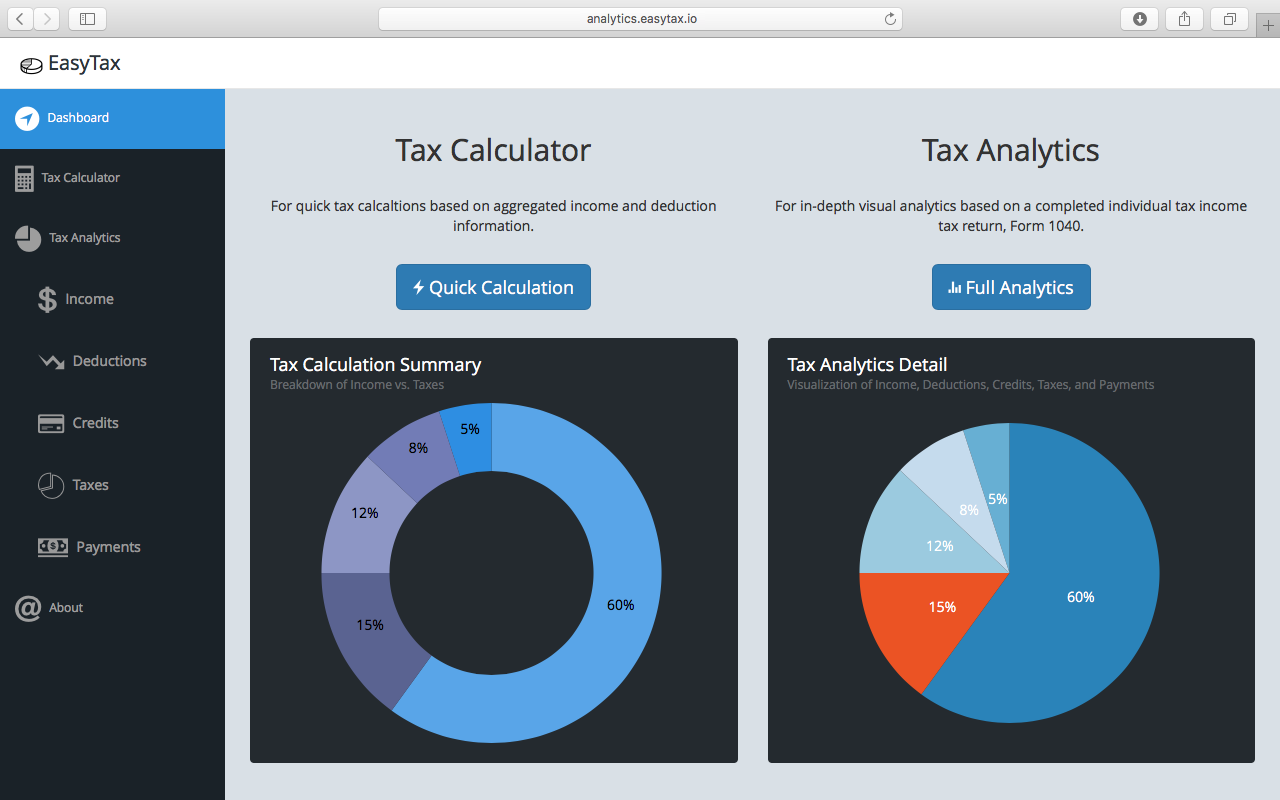 analytics.easytax.io
EasyTax
Dashboard
Tax Calculator
Tax Analytics
Income
Deductions
Credits
Taxes
Payments
About
Tax Calculator
For quick tax calcaltions based on aggregated income and deduction
information.
Quick Calculation
Tax Analytics
For in-depth visual analytics based on a completed individual tax income
tax return, Form 1040.
Full Analytics
Tax Calculation Summary
Breakdown of Income vs. Taxes
5%
8%
12%
15%
60%
Tax Analytics Detail
Visualization of Income, Deductions, Credits, Taxes, and Payments
5%
8%
12%
15%
60%